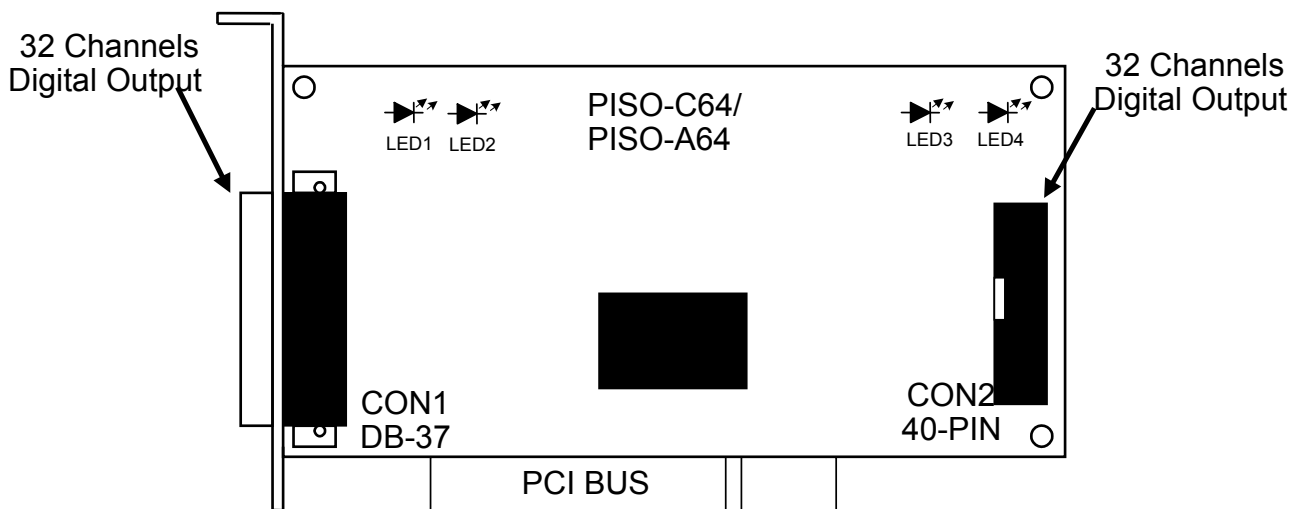 32 Channels
Digital Output
32 Channels
Digital Output
PISO-C64/
PISO-A64
LED1
LED2
LED3
LED4
CON1
DB-37
CON2
40-PIN
PCI BUS